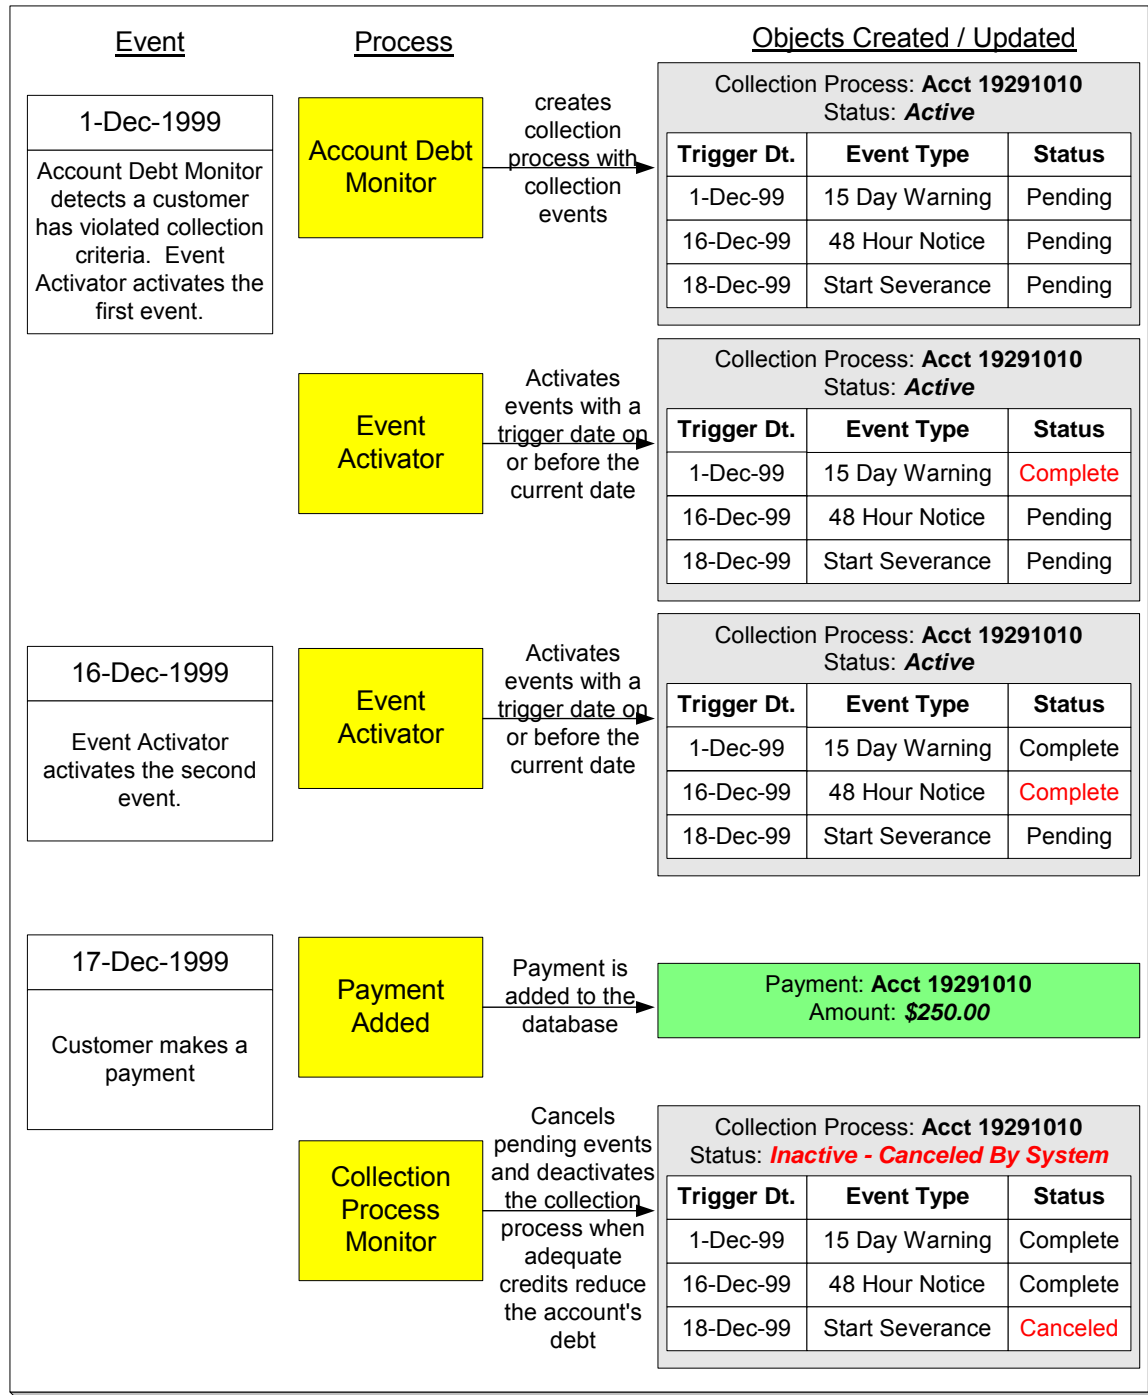 Event
Process
Objects Created / Updated
1-Dec-1999
Account Debt Monitor
detects a customer
has violated collection
criteria.  Event
Activator activates the
first event.
Account Debt
Monitor
creates
collection
process with
collection
events
Collection Process: Acct 19291010
Status: Active
Trigger Dt. Event Type Status
1-Dec-99 15 Day Warning Pending
16-Dec-99 48 Hour Notice Pending
18-Dec-99 Start Severance Pending
Event
Activator
Activates
events with a
trigger date on
or before the
current date
Collection Process: Acct 19291010
Status: Active
Trigger Dt. Event Type Status
1-Dec-99 15 Day Warning Complete
16-Dec-99 48 Hour Notice Pending
18-Dec-99 Start Severance Pending
16-Dec-1999
Event Activator
activates the second
event.
Event
Activator
Activates
events with a
trigger date on
or before the
current date
Collection Process: Acct 19291010
Status: Active
Trigger Dt. Event Type Status
1-Dec-99 15 Day Warning Complete
16-Dec-99 48 Hour Notice Complete
18-Dec-99 Start Severance Pending
17-Dec-1999
Customer makes a
payment
Payment
Added
Payment is
added to the
database
Payment: Acct 19291010
Amount: $250.00
Collection
Process
Monitor
Cancels
pending events
and deactivates
the collection
process when
adequate
credits reduce
the account's
debt
Collection Process: Acct 19291010
Status: Inactive - Canceled By System
Trigger Dt. Event Type Status
1-Dec-99 15 Day Warning Complete
16-Dec-99 48 Hour Notice Complete
18-Dec-99 Start Severance Canceled